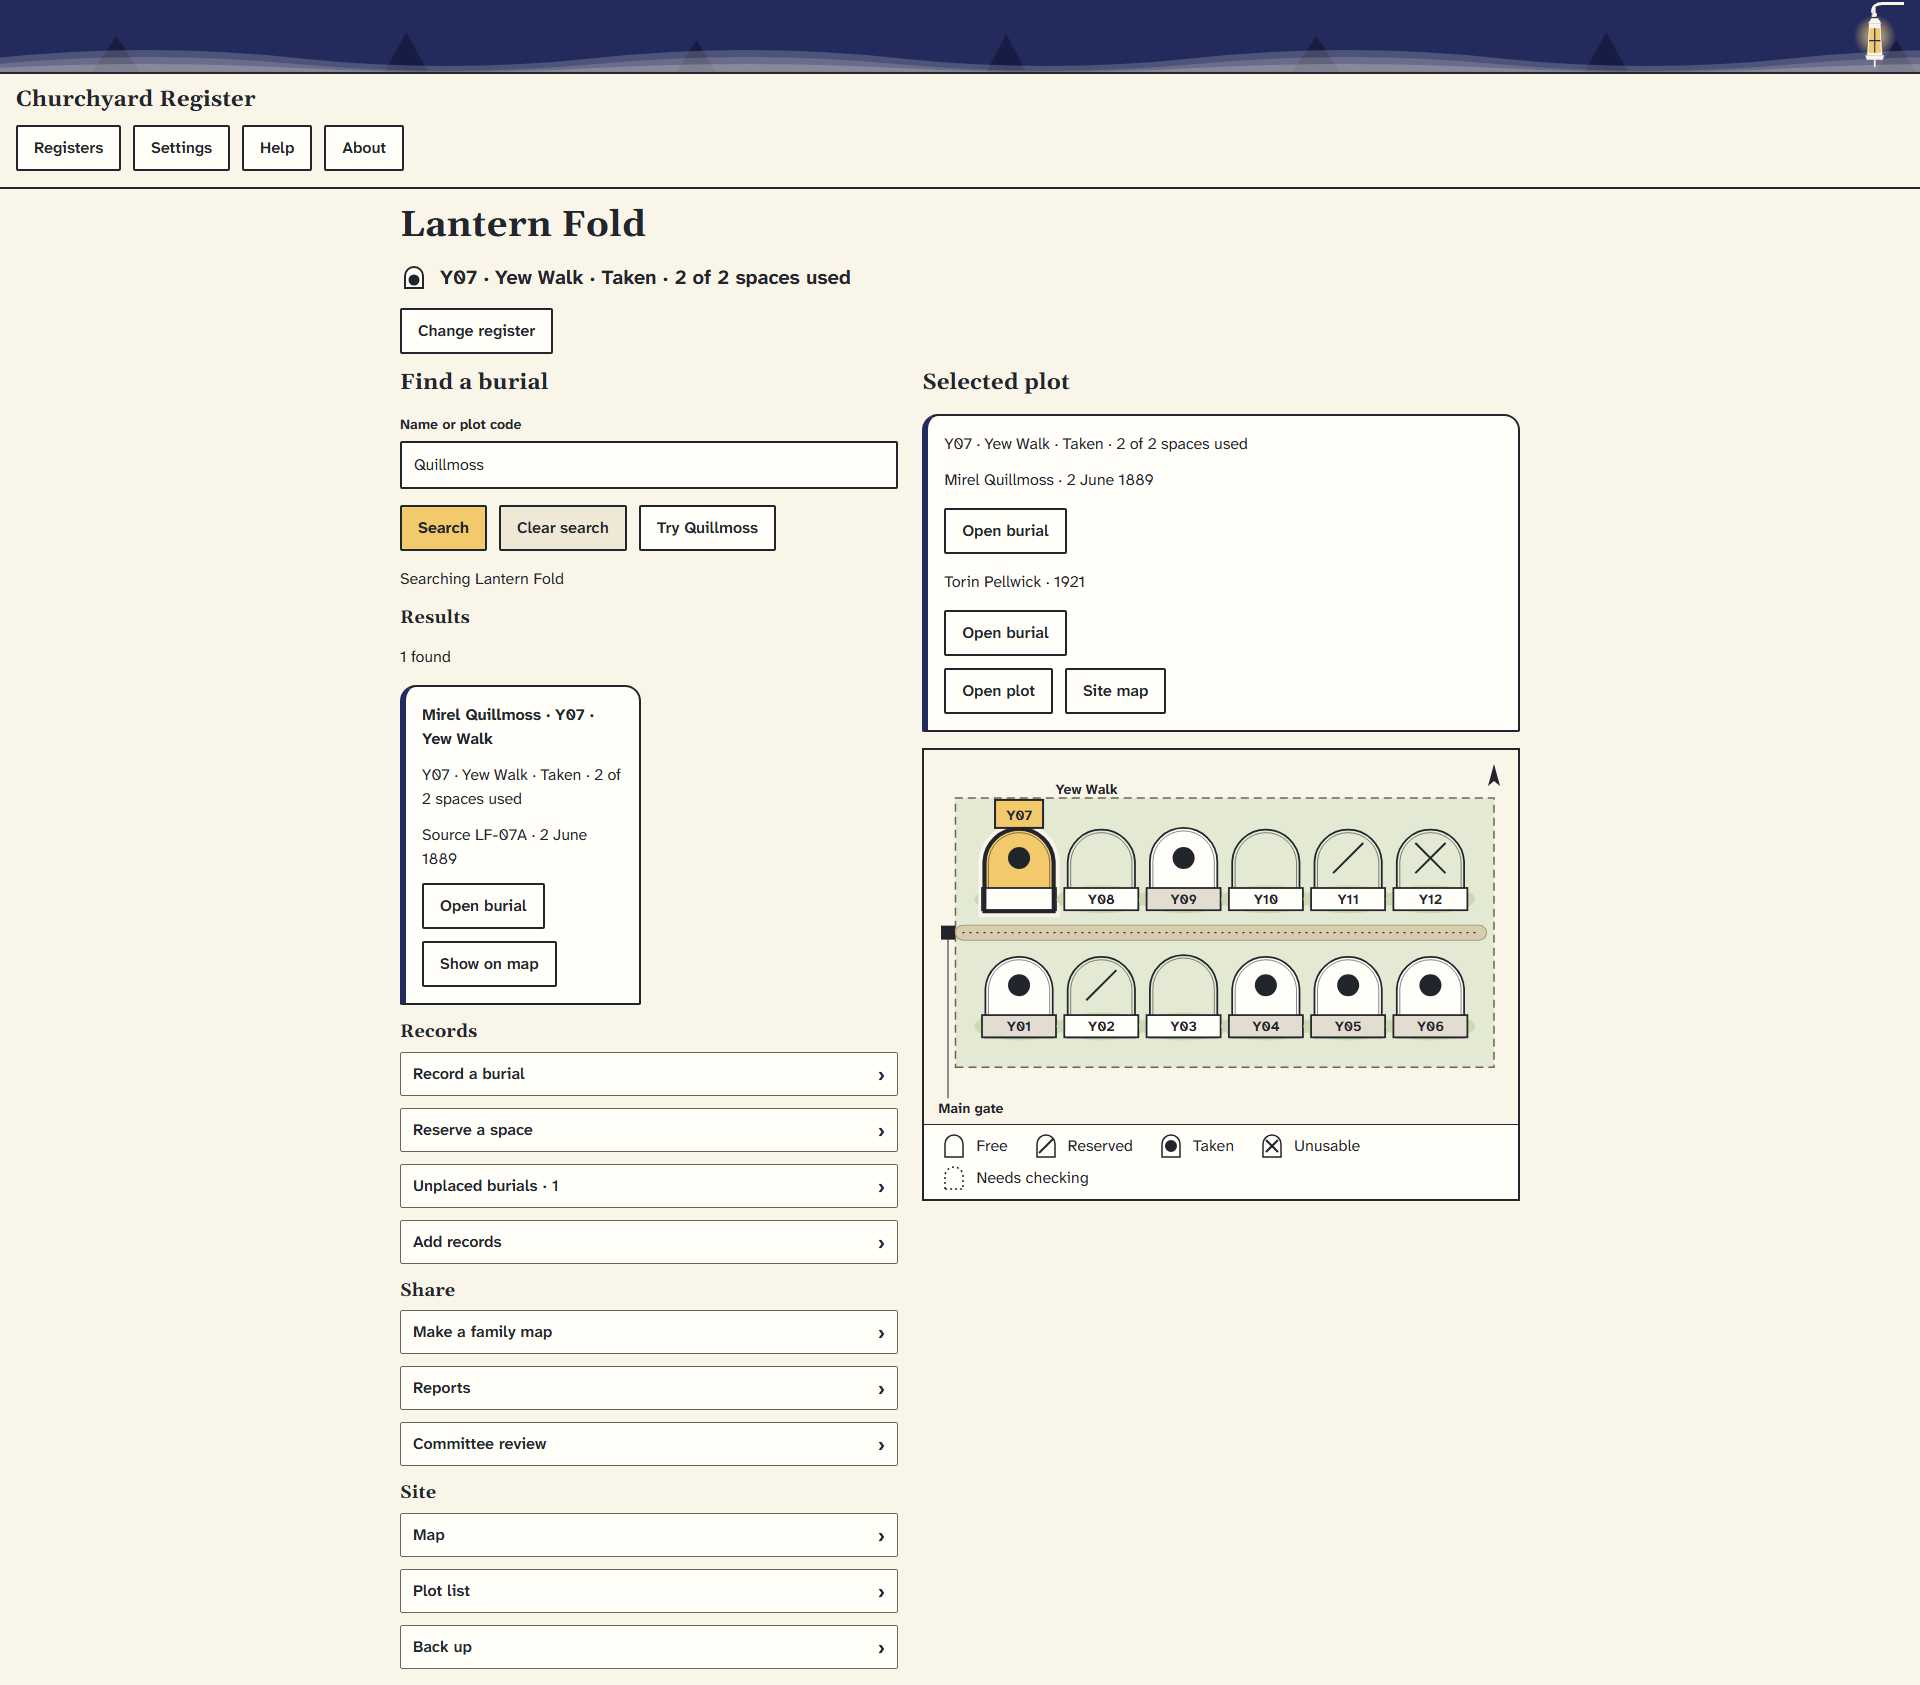 Churchyard Register
Registers
Settings
Help
About
Lantern Fold
Y07 · Yew Walk · Taken · 2 of 2 spaces used
Change register
Find a burial
Name or plot code
Quillmoss
Search
Clear search
Try Quillmoss
Searching Lantern Fold
Results
1 found
Mirel Quillmoss · Y07 ·
Yew Walk
Y07 · Yew Walk · Taken · 2 of
2 spaces used
Source LF-07A · 2 June
1889
Open burial
Show on map
Records
Record a burial
Reserve a space
Unplaced burials · 1
Add records
Share
Make a family map
Reports
Committee review
Site
Map
Plot list
Back up
Selected plot
Y07 · Yew Walk · Taken · 2 of 2 spaces used
Mirel Quillmoss · 2 June 1889
Open burial
Torin Pellwick · 1921
Open burial
Open plot
Site map
Yew Walk
Y07
Y08
Y09
Y10
Y11
Y12
Y01
Y02
Y03
Y04
Y05
Y06
Main gate
Free
Reserved
Taken
Unusable
Needs checking